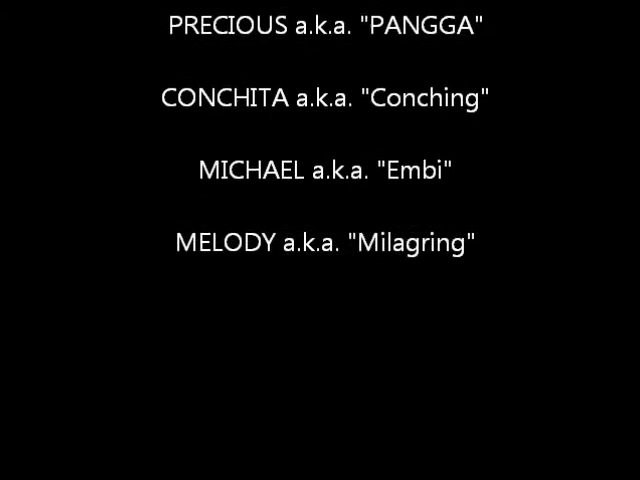 PRECIOUS a.k.a. "PANGGA"
CONCHITA a.k.a. "Conching"
MICHAEL a.k.a. "Embi"
MELODY a.k.a. "Milagring"